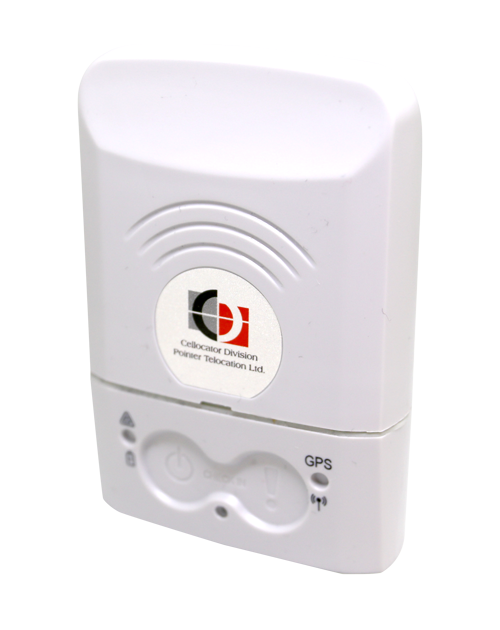 Cellocator Division
Pointer Telocation Ltd.
GPS